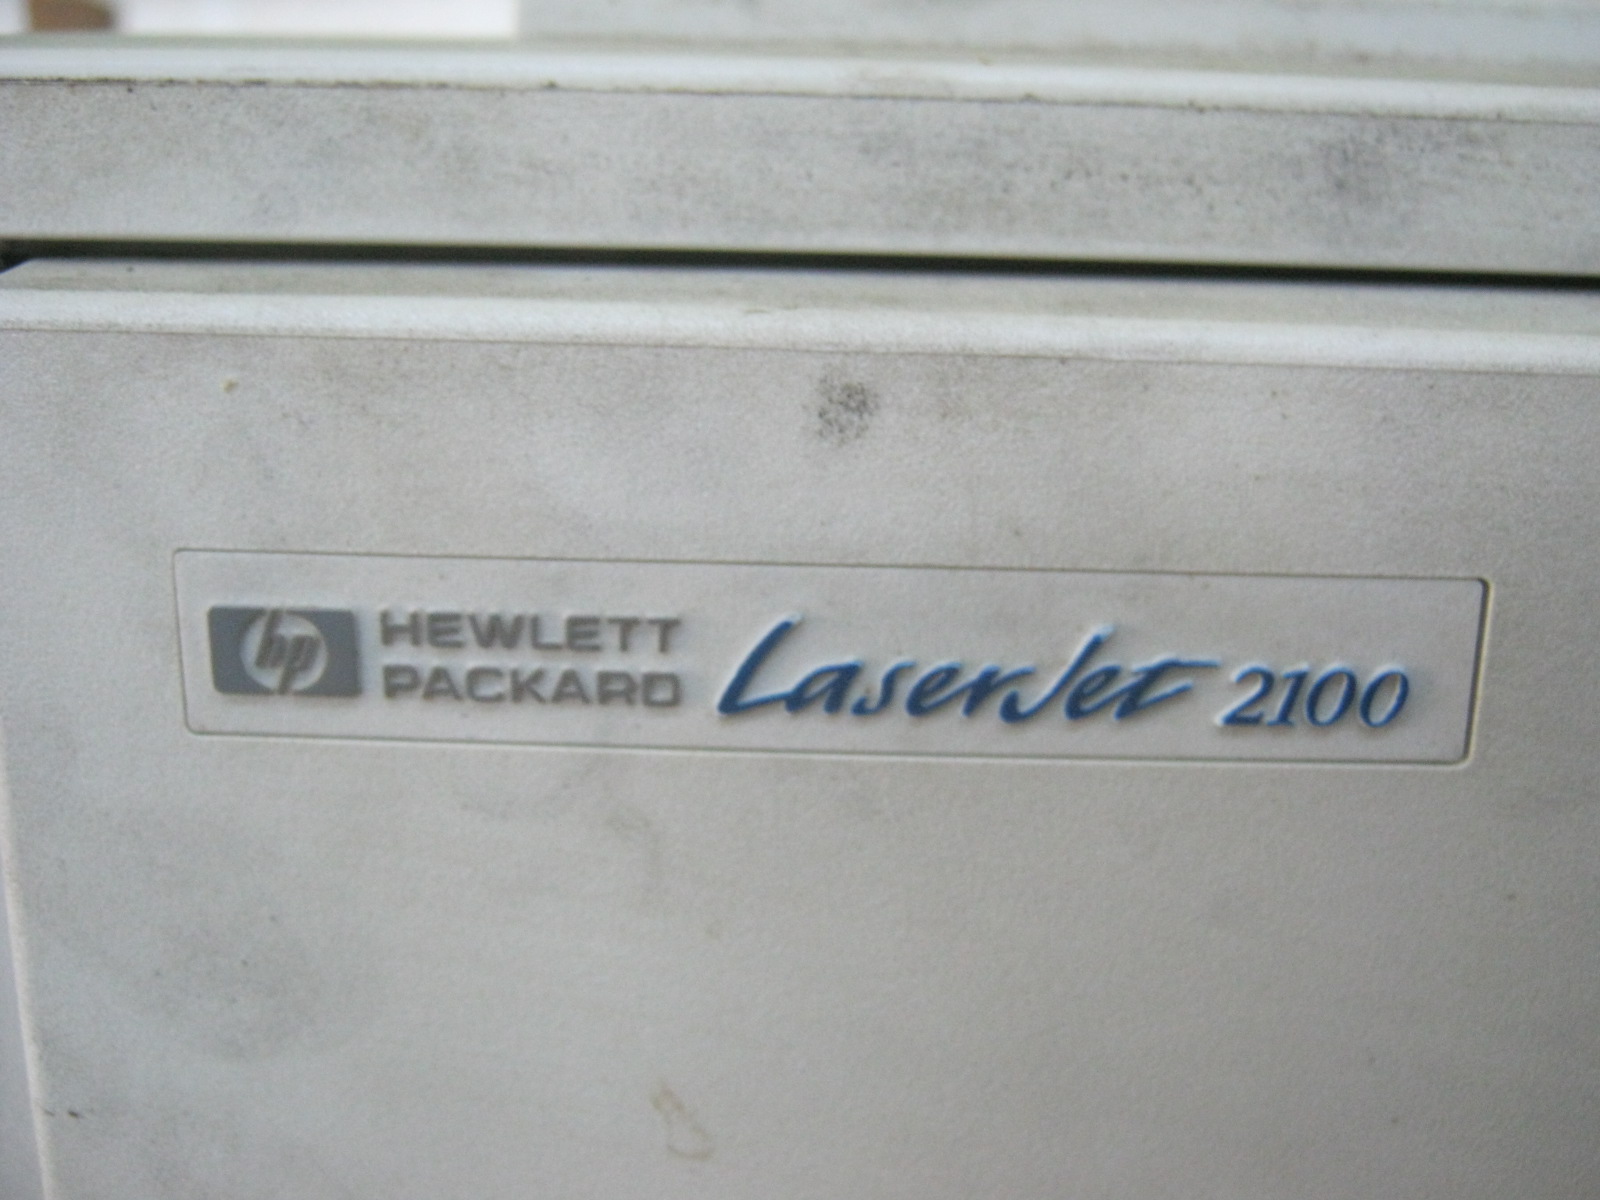 hp HEWLETT
PACKARD LaserJet 2100